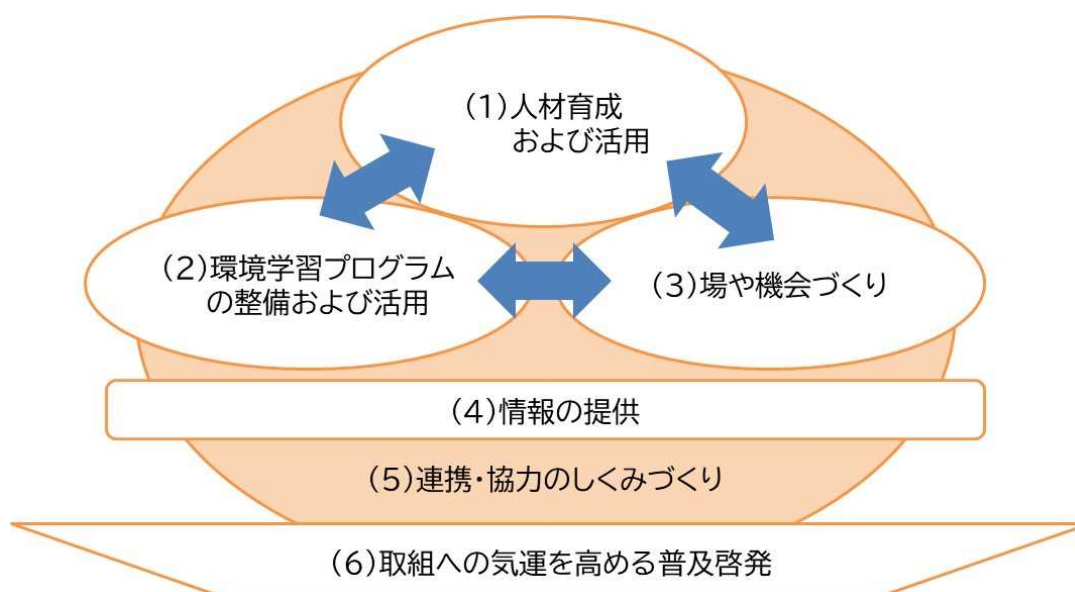 (1)人材育成
および活用
(2)環境学習プログラム
の整備および活用
(3)場や機会づくり
(4)情報の提供
(5)連携・協力のしくみづくり
(6)取組への気運を高める普及啓発